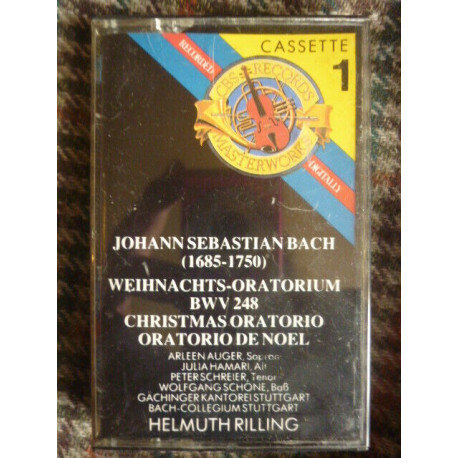 CASSETTE
1
RECORDED
DIGITALLY
CBS RECORDS
MASTERWORKS
JOHANN SEBASTIAN BACH
(1685-1750)
WEIHNACHTS-ORATORIUM
BWV 248
CHRISTMAS ORATORIO
ORATORIO DE NOEL
ARLEEN AUGER, Sopran
JULIA HAMARI, Alt
PETER SCHREIER, Tenor
WOLFGANG SCHÖNE, Baß
GÄCHINGER KANTOREI STUTTGART
BACH-COLLEGIUM STUTTGART
HELMUTH RILLING